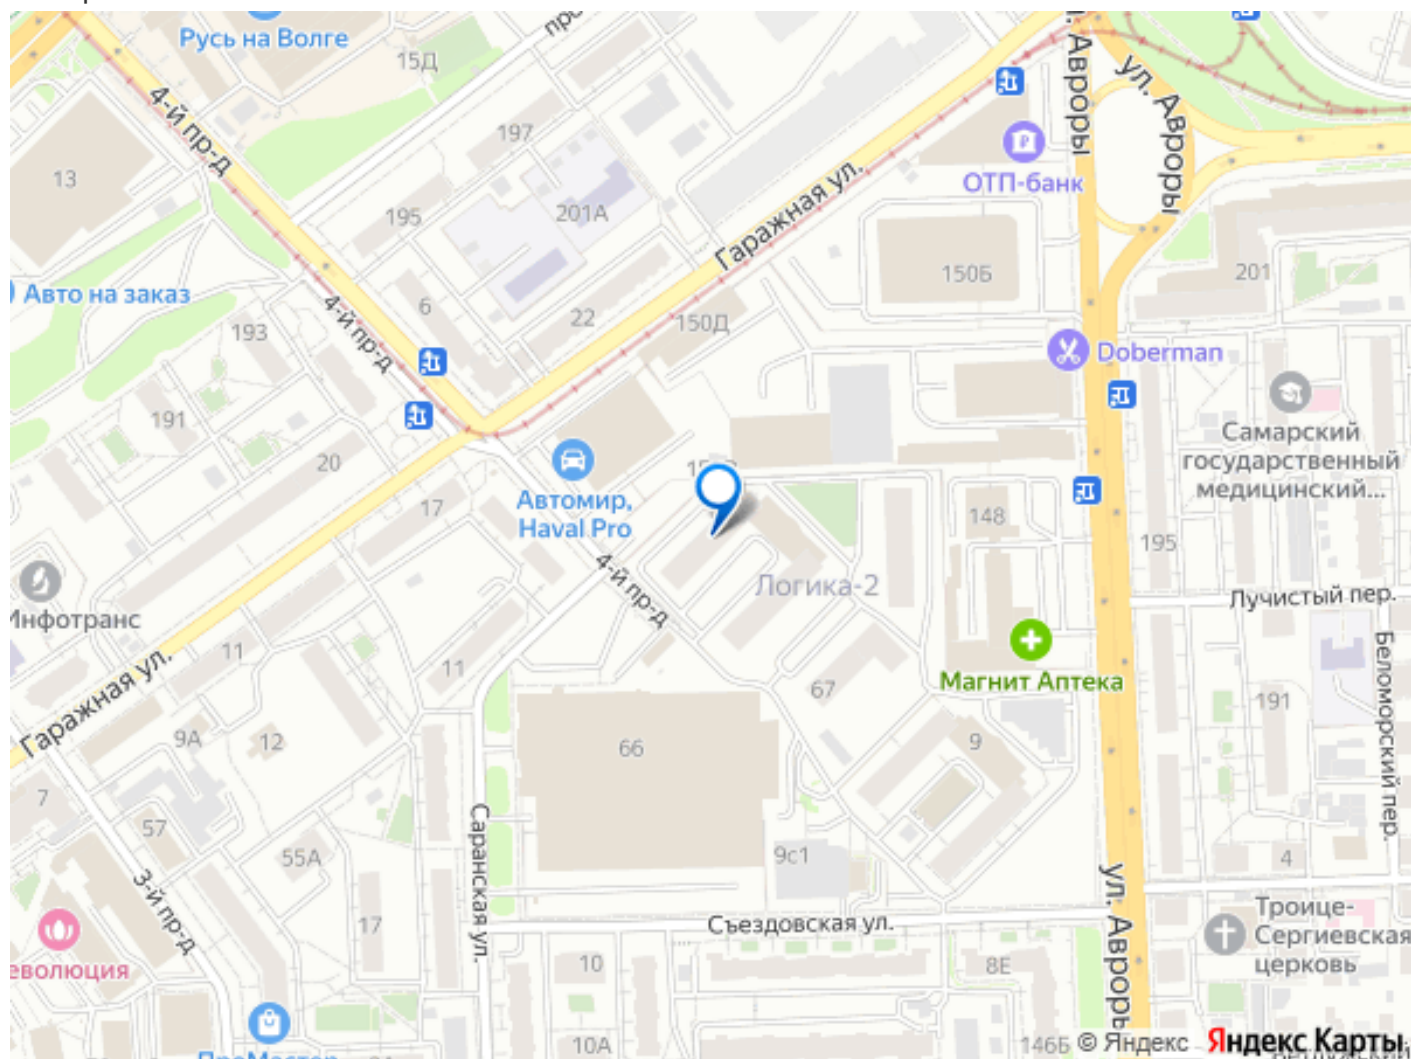 Русь на Волге
15Д
ул. Авроры
ул. Авроры
4-й пр-д
197
13
ОТП-банк
195
201А
Гаражная ул.
150Б
201
Авто на заказ
6
22
150Д
4-й пр-д
193
Doberman
191
20
Самарский
государственный
медицинский...
Автомир,
Haval Pro
17
148
195
4-й пр-д
Логика-2
Лучистый пер.
Инфотранс
11
11
Магнит Аптека
67
Беломорский пер.
Гаражная ул.
191
9А
12
66
9
7
57
55А
Саранская ул.
9с1
4
3-й пр-д
17
Съездовская ул.
ул. Авроры
Троице-
Сергиевская
церковь
еволюция
10
8Е
ПроМастер
10А
146Б
© Яндекс
Яндекс Карты